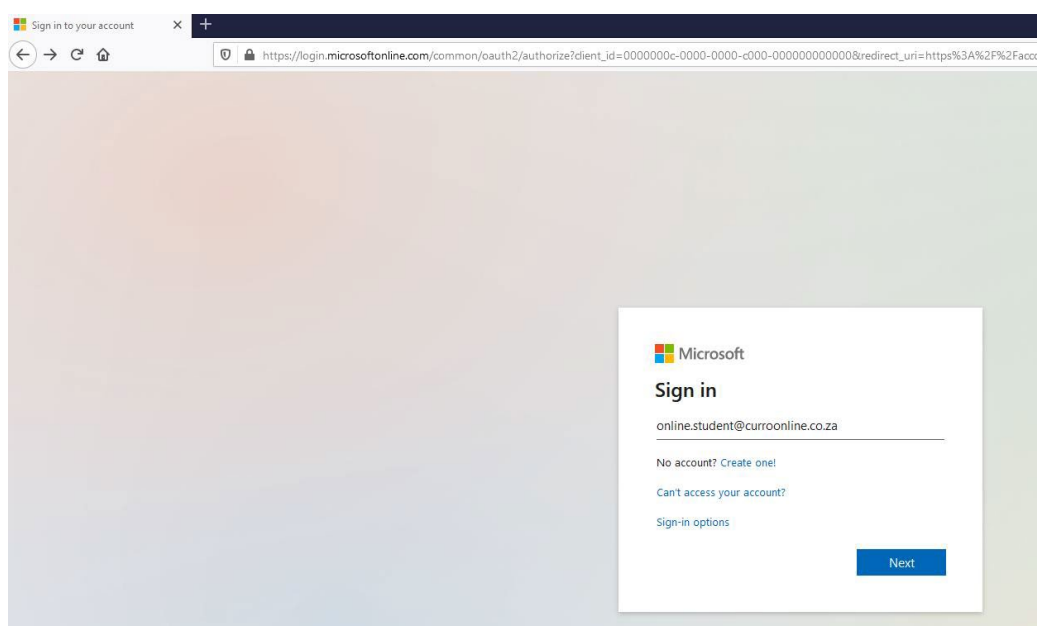 Sign in to your account
https://login.microsoftonline.com/common/oauth2/authorize?client_id=0000000c-0000-0000-c000-000000000000&redirect_uri=https%3A%2F%2Facco
Microsoft
Sign in
online.student@curroonline.co.za
No account? Create one!
Can't access your account?
Sign-in options
Next